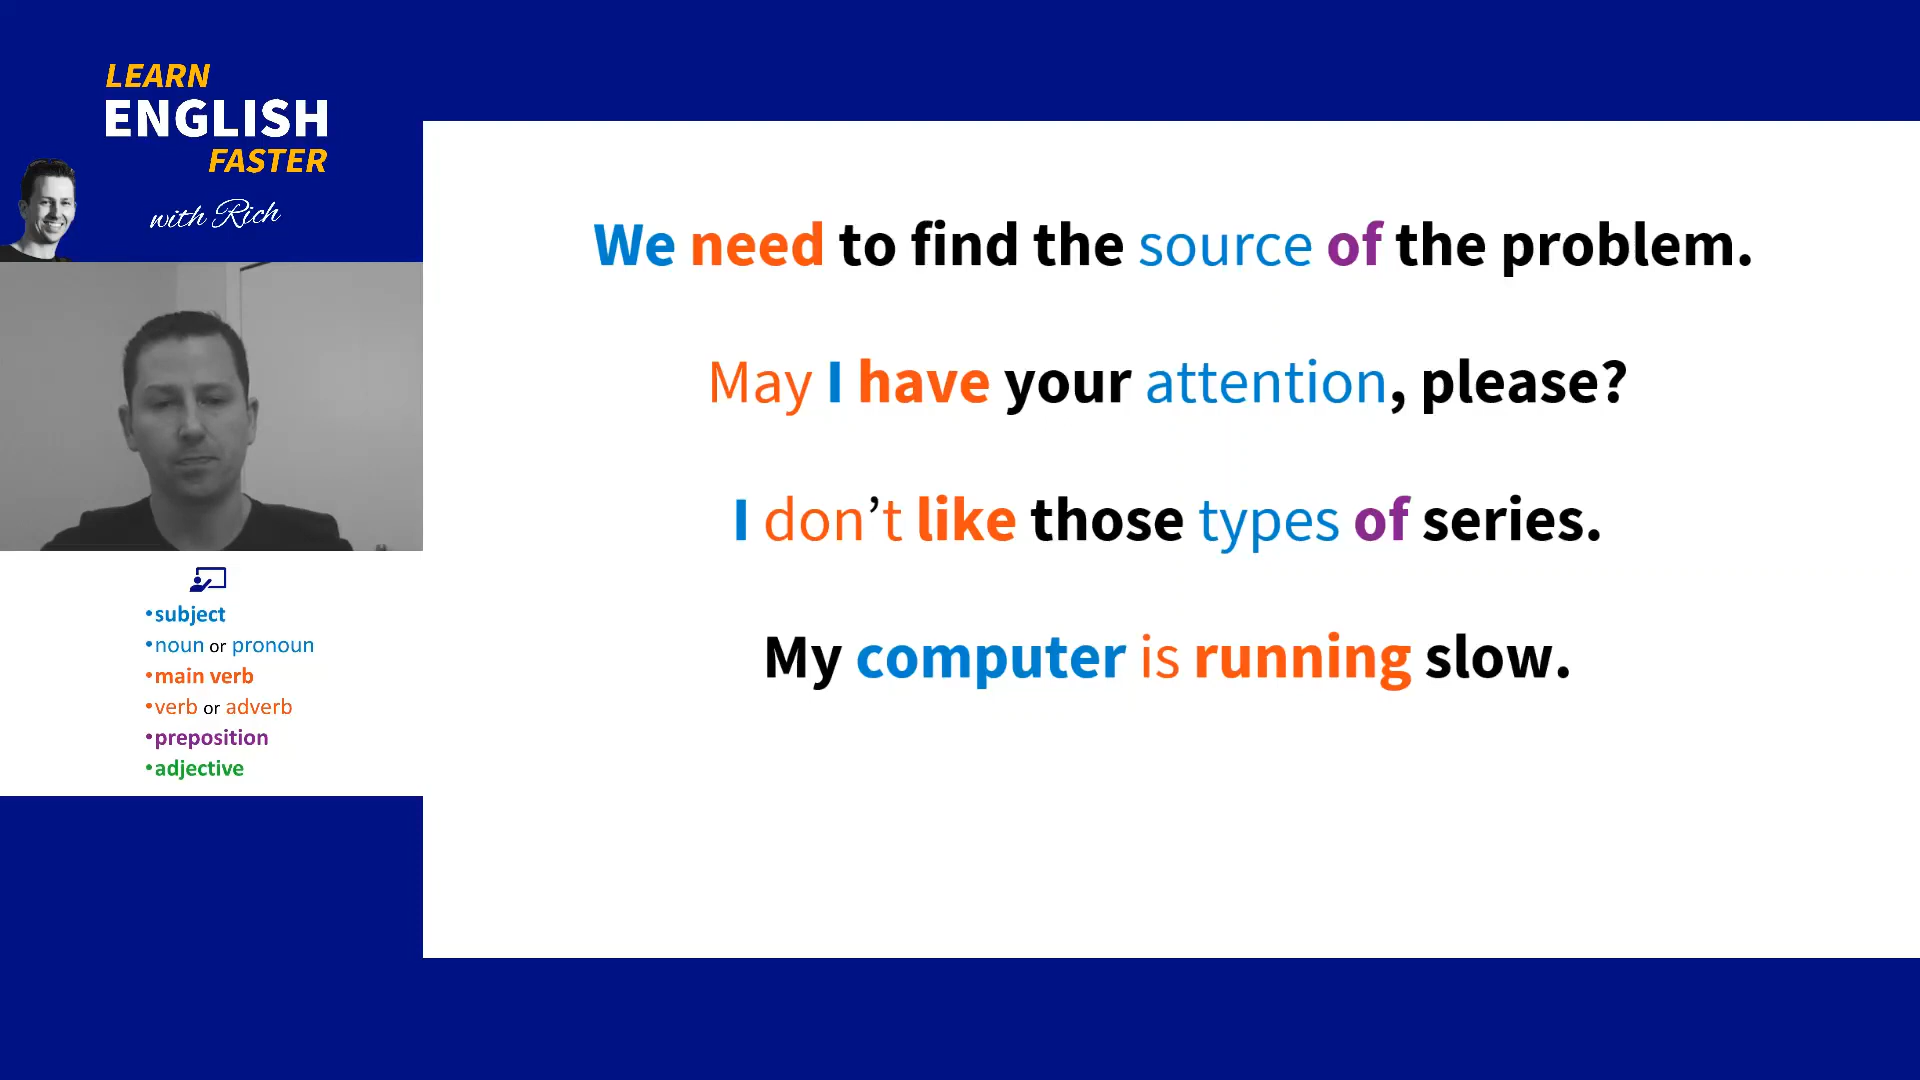 LEARN
ENGLISH
FASTER
with Rich
We need to find the source of the problem.
May I have your attention, please?
I don’t like those types of series.
My computer is running slow.
•subject
•noun or pronoun
•main verb
•verb or adverb
•preposition
•adjective